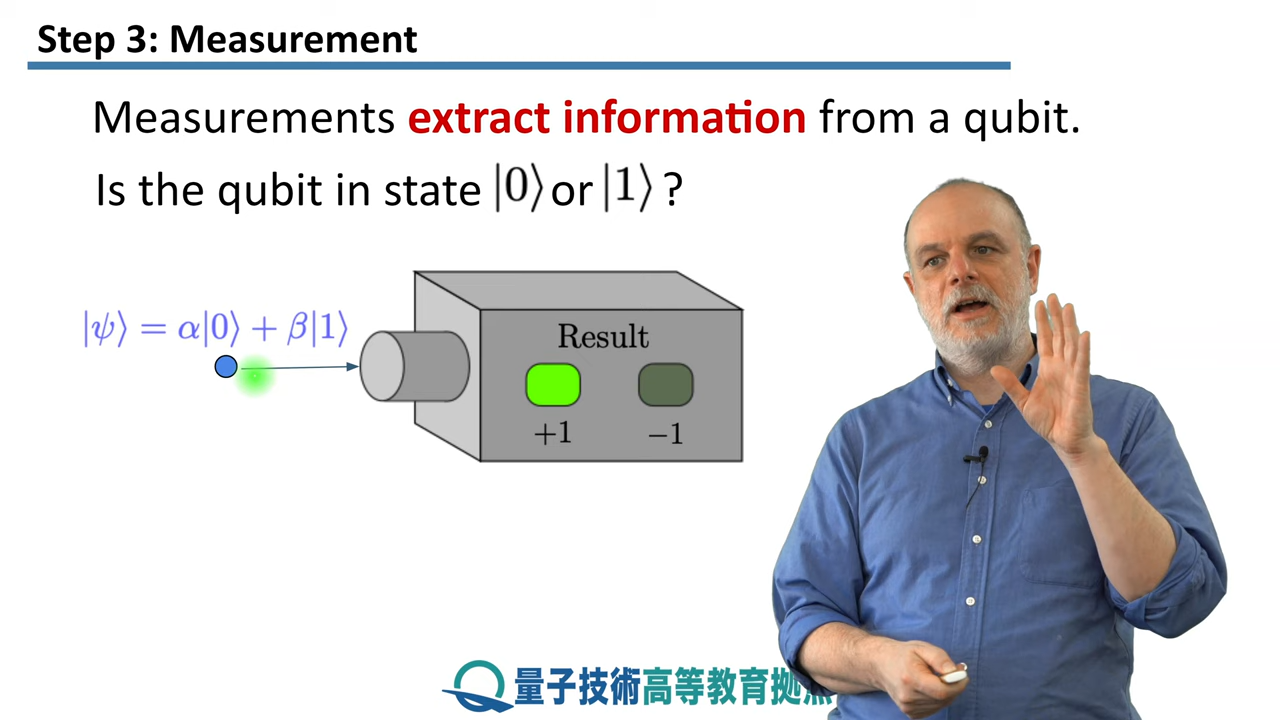 Step 3: Measurement
Measurements extract information from a qubit.
Is the qubit in state |0⟩ or |1⟩ ?
|ψ⟩ = α|0⟩ + β|1⟩
Result
+1 −1
量子技術高等教育拠点